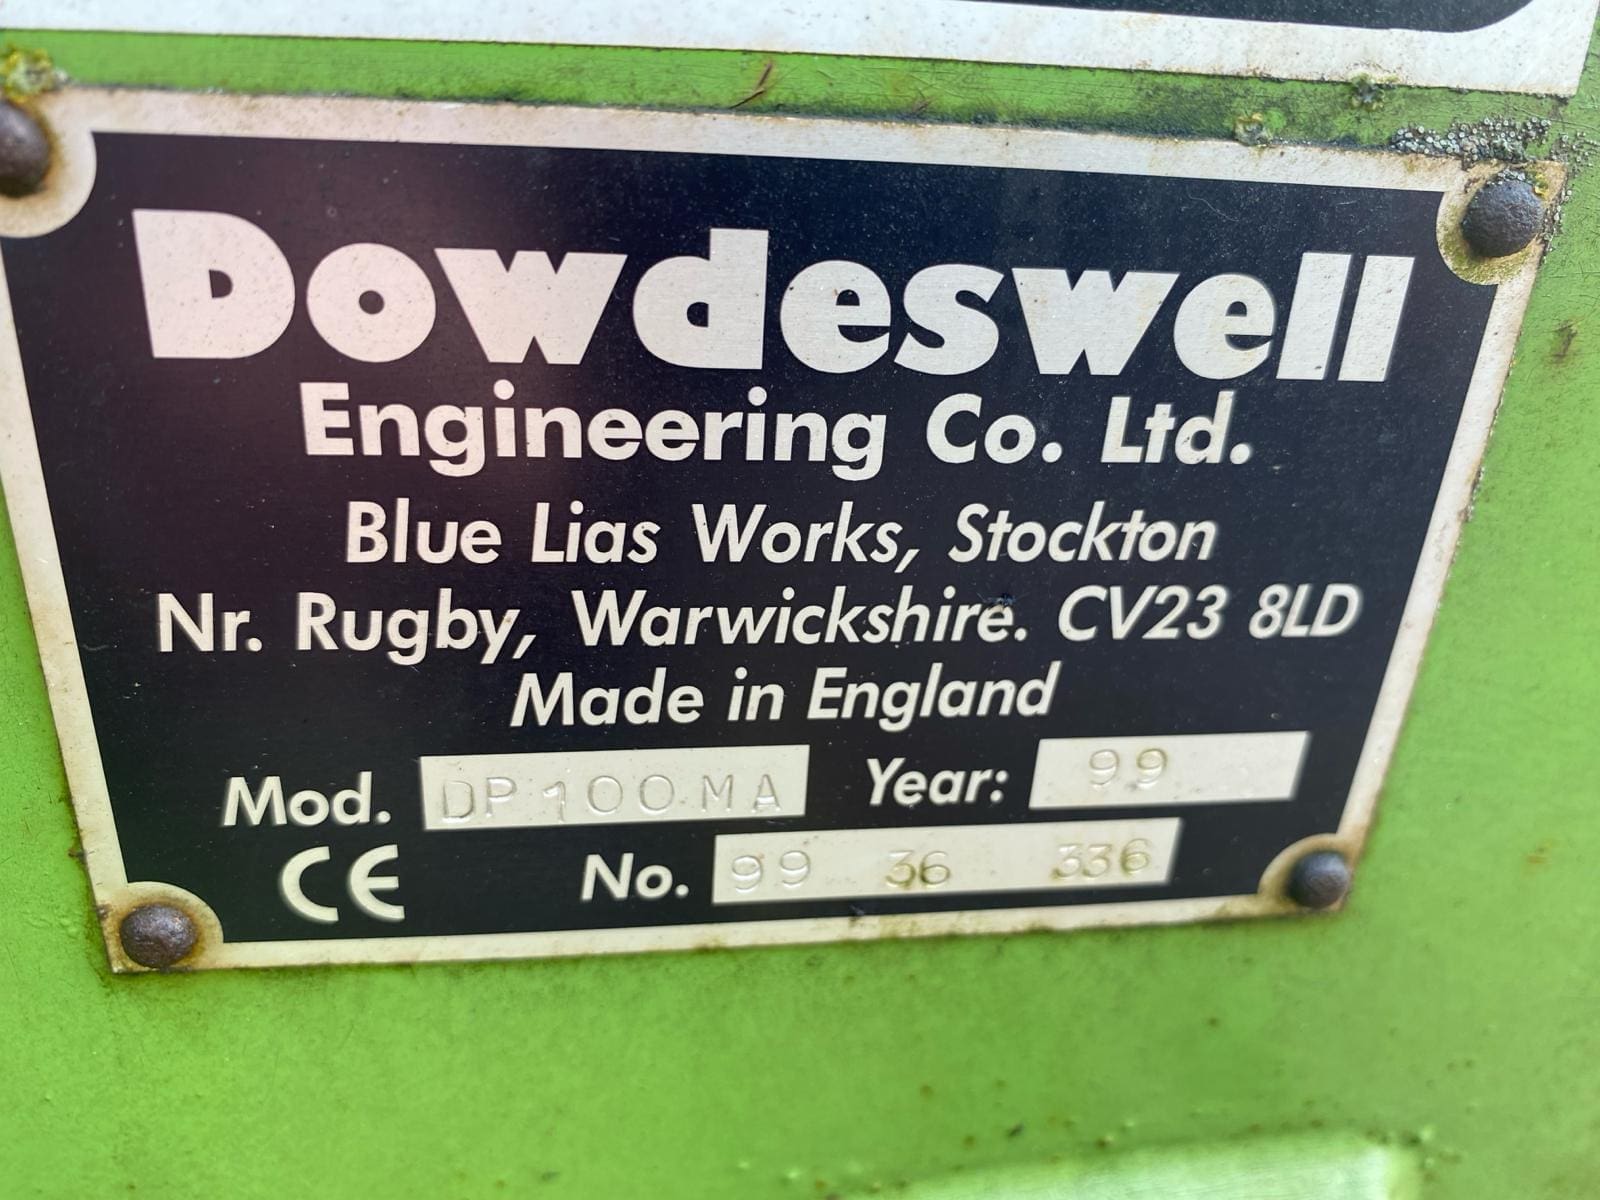 Dowdeswell
Engineering Co. Ltd.
Blue Lias Works, Stockton
Nr. Rugby, Warwickshire. CV23 8LD
Made in England
Mod. DP100MA Year: 99
CE No. 99 36 336